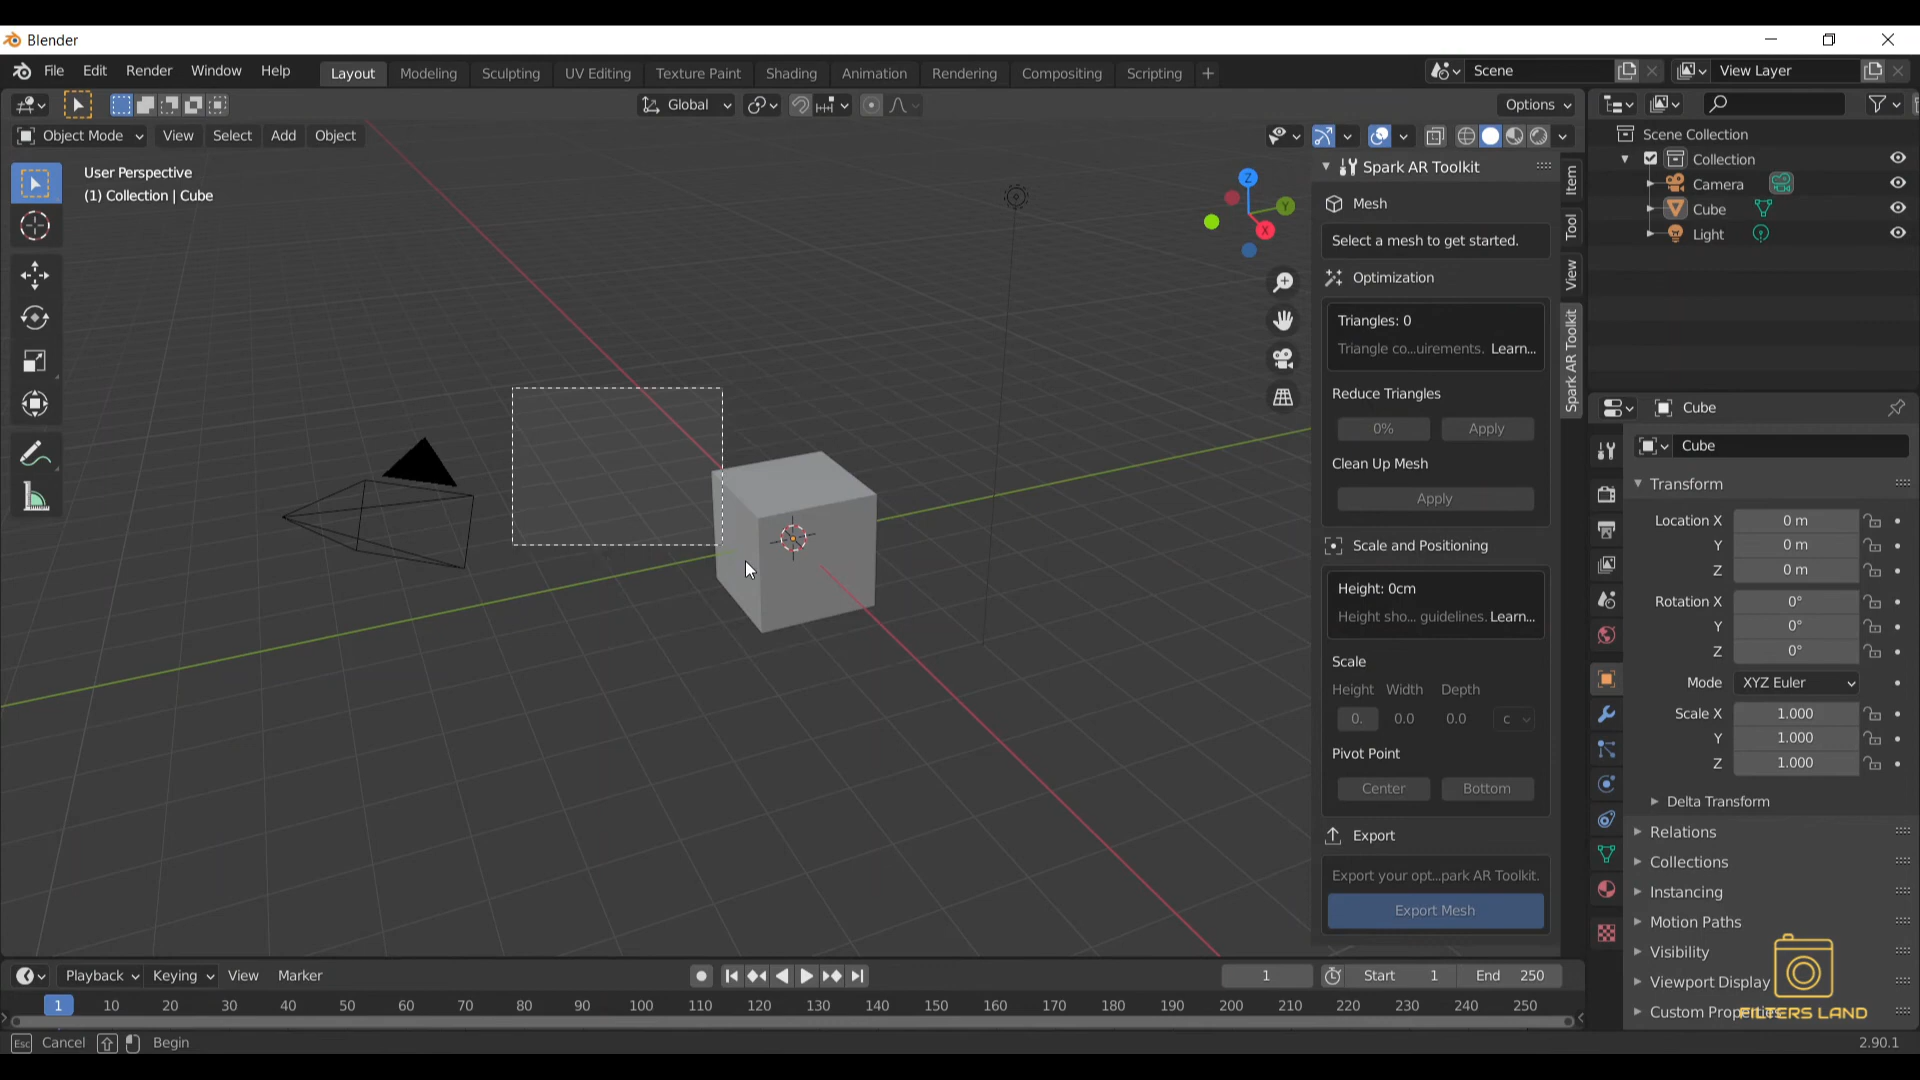 Blender
File Edit Render Window Help
Layout Modeling Sculpting UV Editing Texture Paint Shading Animation Rendering Compositing Scripting +
Scene
View Layer
Global
Options
Object Mode View Select Add Object
User Perspective
(1) Collection | Cube
Z
Y
X
Spark AR Toolkit
Mesh
Select a mesh to get started.
Optimization
Triangles: 0
Triangle co...uirements. Learn...
Reduce Triangles
0% Apply
Clean Up Mesh
Apply
Scale and Positioning
Height: 0cm
Height sho... guidelines. Learn...
Scale
Height Width Depth
0. 0.0 0.0 c
Pivot Point
Center Bottom
Export
Export your opt...park AR Toolkit.
Export Mesh
Item
Tool
View
Spark AR Toolkit
Scene Collection
Collection
Camera
Cube
Light
Cube
Cube
Transform
Location X 0 m
Y 0 m
Z 0 m
Rotation X 0°
Y 0°
Z 0°
Mode XYZ Euler
Scale X 1.000
Y 1.000
Z 1.000
Delta Transform
Relations
Collections
Instancing
Motion Paths
Visibility
Viewport Display
Custom Properties
FILTERS LAND
Playback Keying View Marker
1 Start 1 End 250
1 10 20 30 40 50 60 70 80 90 100 110 120 130 140 150 160 170 180 190 200 210 220 230 240 250
Esc Cancel Begin
2.90.1